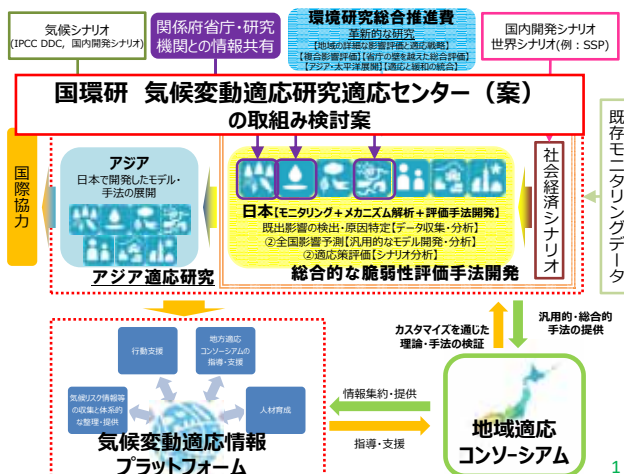 気候シナリオ
(IPCC DDC, 国内開発シナリオ)
関係府省庁・研究
機関との情報共有
環境研究総合推進費
革新的な研究
【地域の詳細な影響評価と適応戦略】
【複合影響評価】【省庁の壁を越えた総合評価】
【アジア・太平洋展開】【適応と緩和の統合】
国内開発シナリオ
世界シナリオ(例：SSP)
国環研 気候変動適応研究適応センター（案）
の取組み検討案
国際協力
アジア
日本で開発したモデル・
手法の展開
アジア適応研究
日本【モニタリング＋メカニズム解析＋評価手法開発】
既出影響の検出・原因特定【データ収集・分析】
②全国影響予測【汎用的なモデル開発・分析】
②適応策評価【シナリオ分析】
総合的な脆弱性評価手法開発
社会経済シナリオ
既存モニタリングデータ
カスタマイズを通じた
理論・手法の検証
汎用的・総合的
手法の提供
行動支援
地方適応
コンソーシアムの
指導・支援
気候リスク情報等
の収集と体系的
な整理・提供
人材育成
気候変動適応情報
プラットフォーム
情報集約・提供
指導・支援
地域適応
コンソーシアム
1